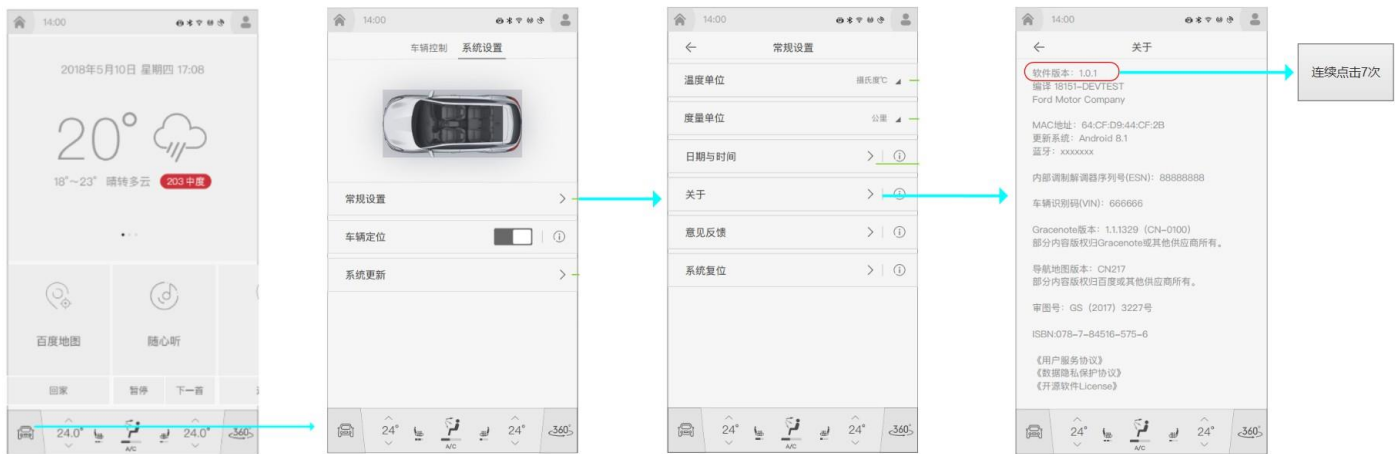 14:00
2018年5月10日 星期四 17:08
20°
18°~23° 晴转多云 203 中度
百度地图 随心听
回家 暂停 下一首
24.0° A/C 24.0° 360°
14:00
车辆控制 系统设置
常规设置
车辆定位
系统更新
24° A/C 24° 360°
14:00
常规设置
温度单位 摄氏度℃
度量单位 公里
日期与时间
关于
意见反馈
系统复位
24° A/C 24° 360°
14:00
关于
软件版本：1.0.1
编译 18151-DEVTEST
Ford Motor Company
MAC地址：64:CF:D9:44:CF:2B
更新系统：Android 8.1
蓝牙：xxxxxxx
内部调制解调器序列号(ESN)：88888888
车辆识别码(VIN)：666666
Gracenote版本：1.1.1329（CN-0100）
部分内容版权归Gracenote或其他供应商所有。
导航地图版本：CN217
部分内容版权归百度或其他供应商所有。
审图号：GS（2017）3227号
ISBN:078-7-84516-575-6
《用户服务协议》
《数据隐私保护协议》
《开源软件License》
24° A/C 24° 360°
连续点击7次